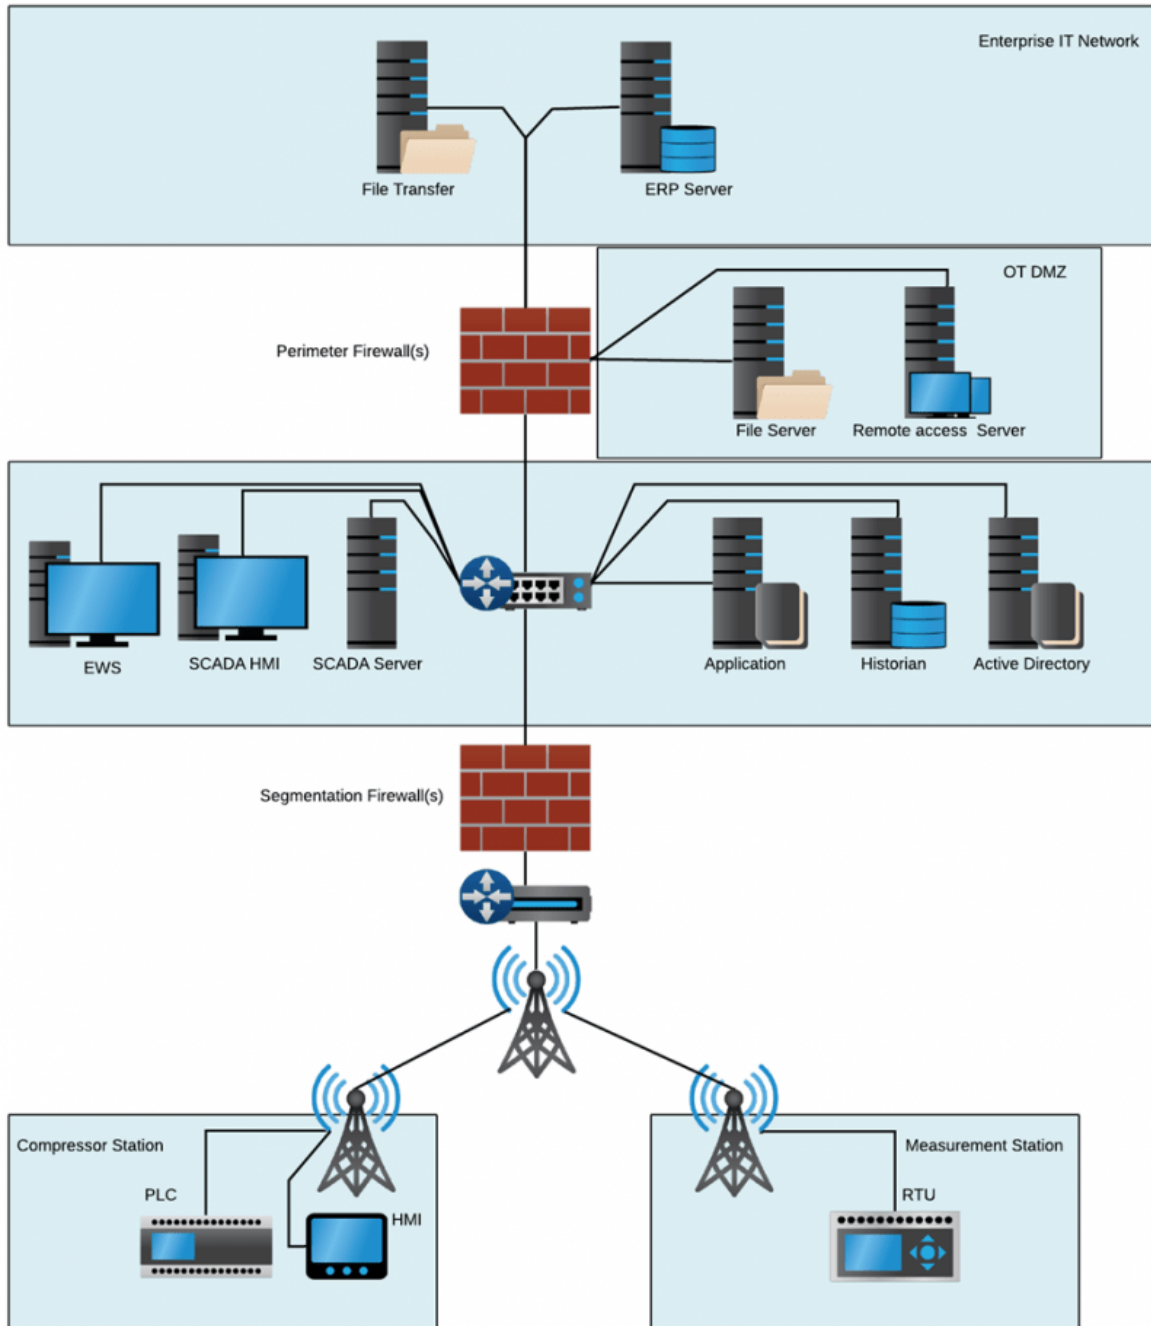 Enterprise IT Network
File Transfer
ERP Server
OT DMZ
Perimeter Firewall(s)
File Server
Remote access Server
EWS
SCADA HMI
SCADA Server
Application
Historian
Active Directory
Segmentation Firewall(s)
Compressor Station
Measurement Station
PLC
HMI
RTU